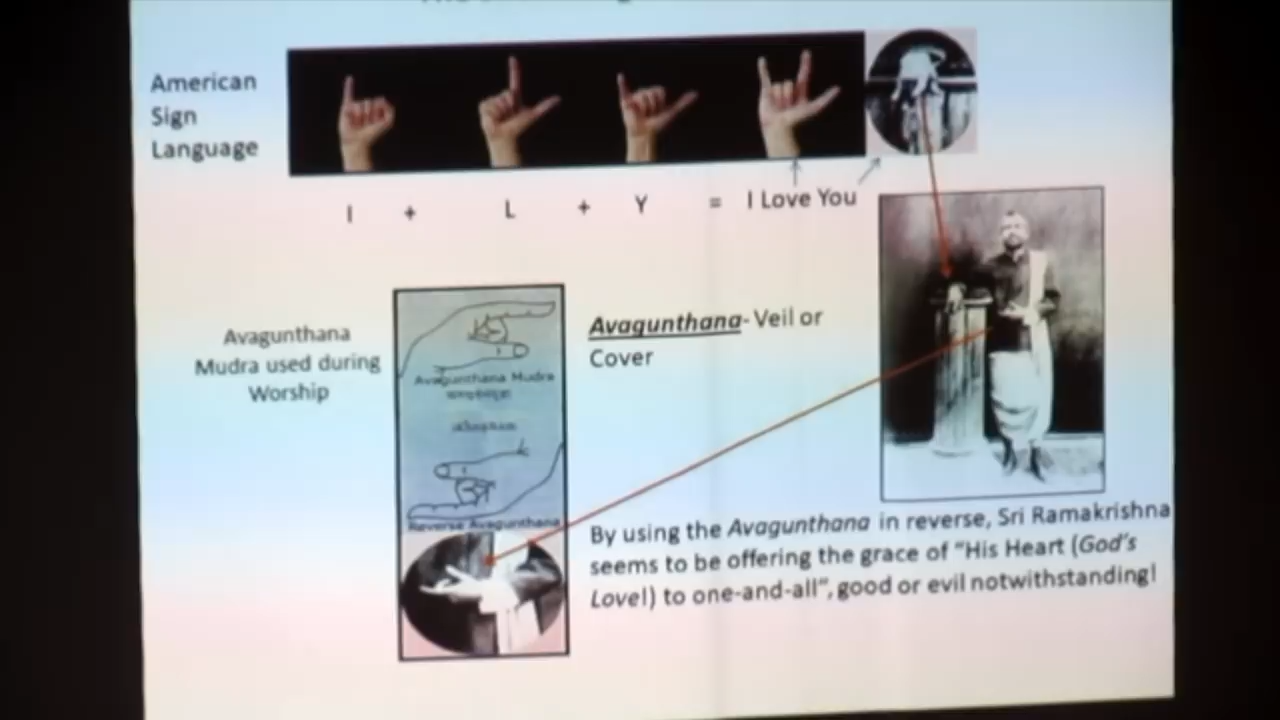 American
Sign
Language
I + L + Y = I Love You
Avagunthana
Mudra used during
Worship
Avagunthana Mudra
Reverse Avagunthana
Avagunthana- Veil or
Cover
By using the Avagunthana in reverse, Sri Ramakrishna
seems to be offering the grace of "His Heart (God's
Love!) to one-and-all", good or evil notwithstanding!